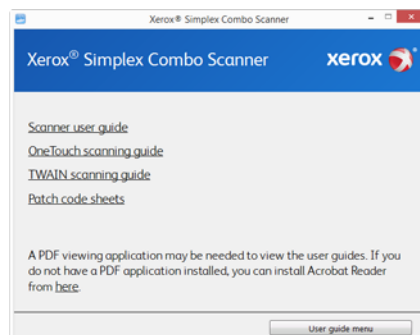 Xerox® Simplex Combo Scanner
Xerox® Simplex Combo Scanner
xerox
Scanner user guide
OneTouch scanning guide
TWAIN scanning guide
Patch code sheets
A PDF viewing application may be needed to view the user guides. If you
do not have a PDF application installed, you can install Acrobat Reader
from here.
User guide menu